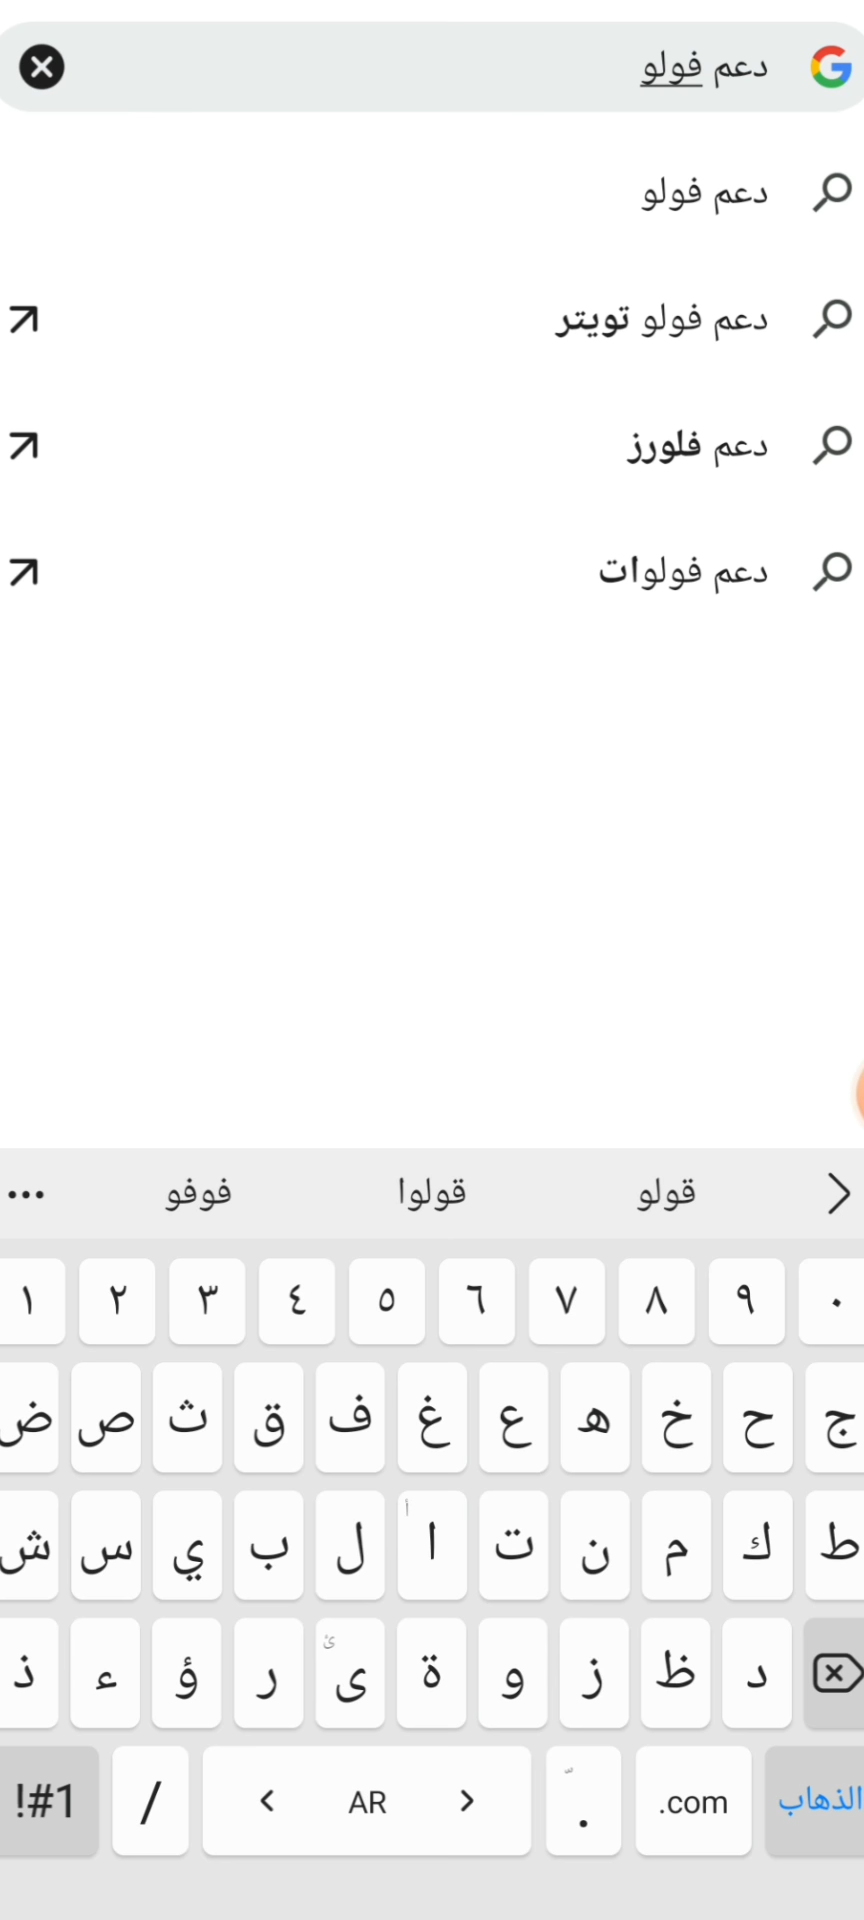 دعم فولو
دعم فولو
دعم فولو تويتر
دعم فلورز
دعم فولوات
قولو قولوا فوفو ...
١ ٢ ٣ ٤ ٥ ٦ ٧ ٨ ٩ ٠
ض ص ث ق ف غ ع ه خ ح ج
ش س ي ب ل ا أ ت ن م ك ط
ذ ء ؤ ر ى ئ ة و ز ظ د
!#1 / < AR > . .com الذهاب